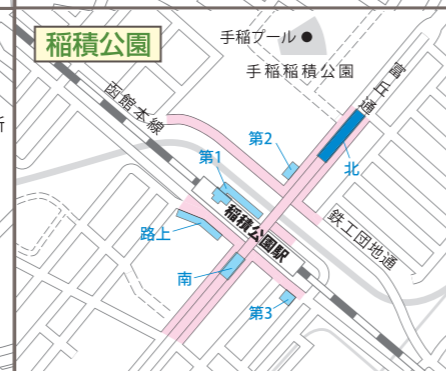 稲積公園
手稲プール
手稲稲積公園
富丘通
函館本線
所
第2
第1
北
路上
稲積公園駅
鉄工団地通
南
第3